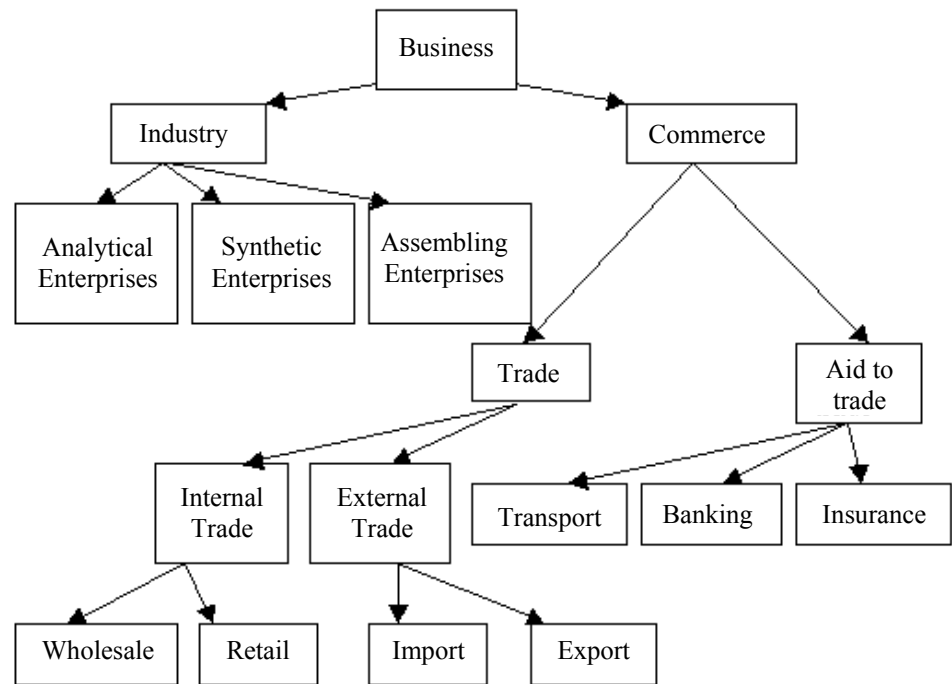 Business
Industry
Commerce
Analytical
Enterprises
Synthetic
Enterprises
Assembling
Enterprises
Trade
Aid to
trade
Internal
Trade
External
Trade
Transport
Banking
Insurance
Wholesale
Retail
Import
Export